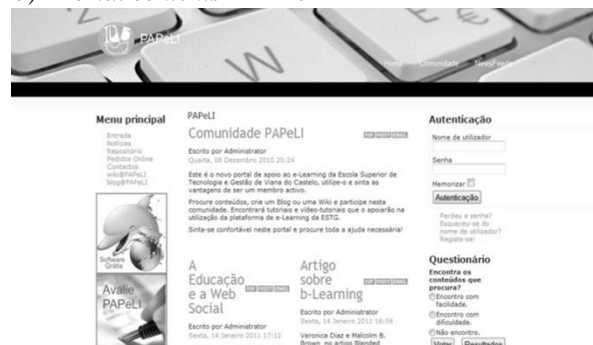 PAPeLI
Home
Comunidade
NewsFeeds
Menu principal
Entrada
Notícias
Repositório
Pedidos Online
Contactos
wiki@PAPeLI
blog@PAPeLI
Software
Grátis
Avalie
PAPeLI
PAPeLI
Comunidade PAPeLI
PDF PRINT EMAIL
Escrito por Administrator
Quarta, 08 Dezembro 2010 20:24
Este é o novo portal de apoio ao e-Learning da Escola Superior de
Tecnologia e Gestão de Viana do Castelo, utilize-o e sinta as
vantagens de ser um membro activo.
Procure conteúdos, crie um Blog ou uma Wiki e participe nesta
comunidade. Encontrará tutoriais e vídeo-tutoriais que o apoiarão na
utilização da plataforma de e-Learning da ESTG.
Sinta-se confortável neste portal e procure toda a ajuda necessária!
A
Educação
e a Web
Social
PDF PRINT EMAIL
Escrito por Administrator
Sexta, 14 Janeiro 2011 17:12
Artigo
sobre
b-Learning
PDF PRINT EMAIL
Escrito por Administrator
Sexta, 14 Janeiro 2011 16:59
Veronica Diaz e Malcolm B.
Brown, no artigo Blended
Autenticação
Nome de utilizador
Senha
Memorizar
Autenticação
Perdeu a senha?
Esqueceu-se do
nome de utilizador?
Registe-se!
Questionário
Encontra os
conteúdos que
procura?
Encontro com
facilidade.
Encontro com
dificuldade.
Não encontro.
Votar
Resultados